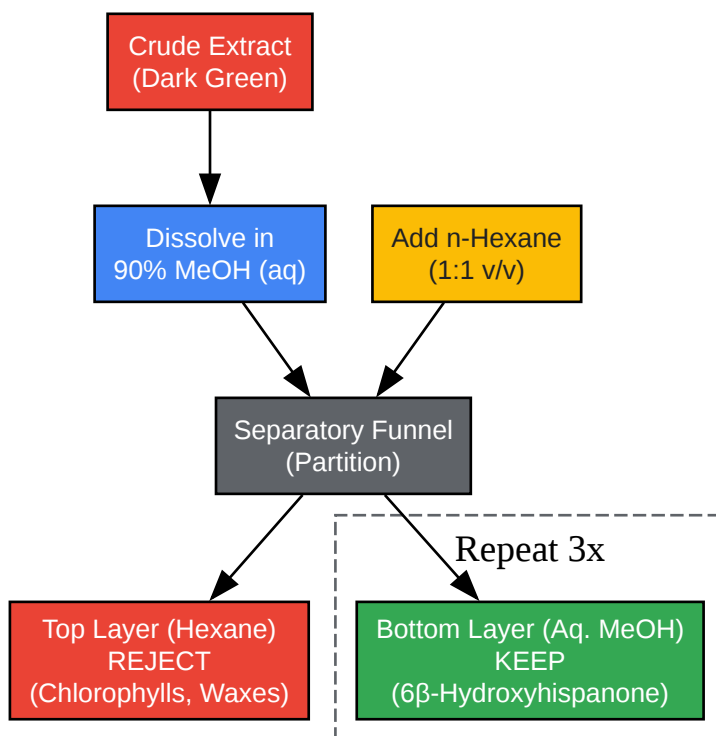 Crude Extract
(Dark Green)
Dissolve in
90% MeOH (aq)
Add n-Hexane
(1:1 v/v)
Separatory Funnel
(Partition)
Repeat 3x
Top Layer (Hexane)
REJECT
(Chlorophylls, Waxes)
Bottom Layer (Aq. MeOH)
KEEP
(6β-Hydroxyhispanone)